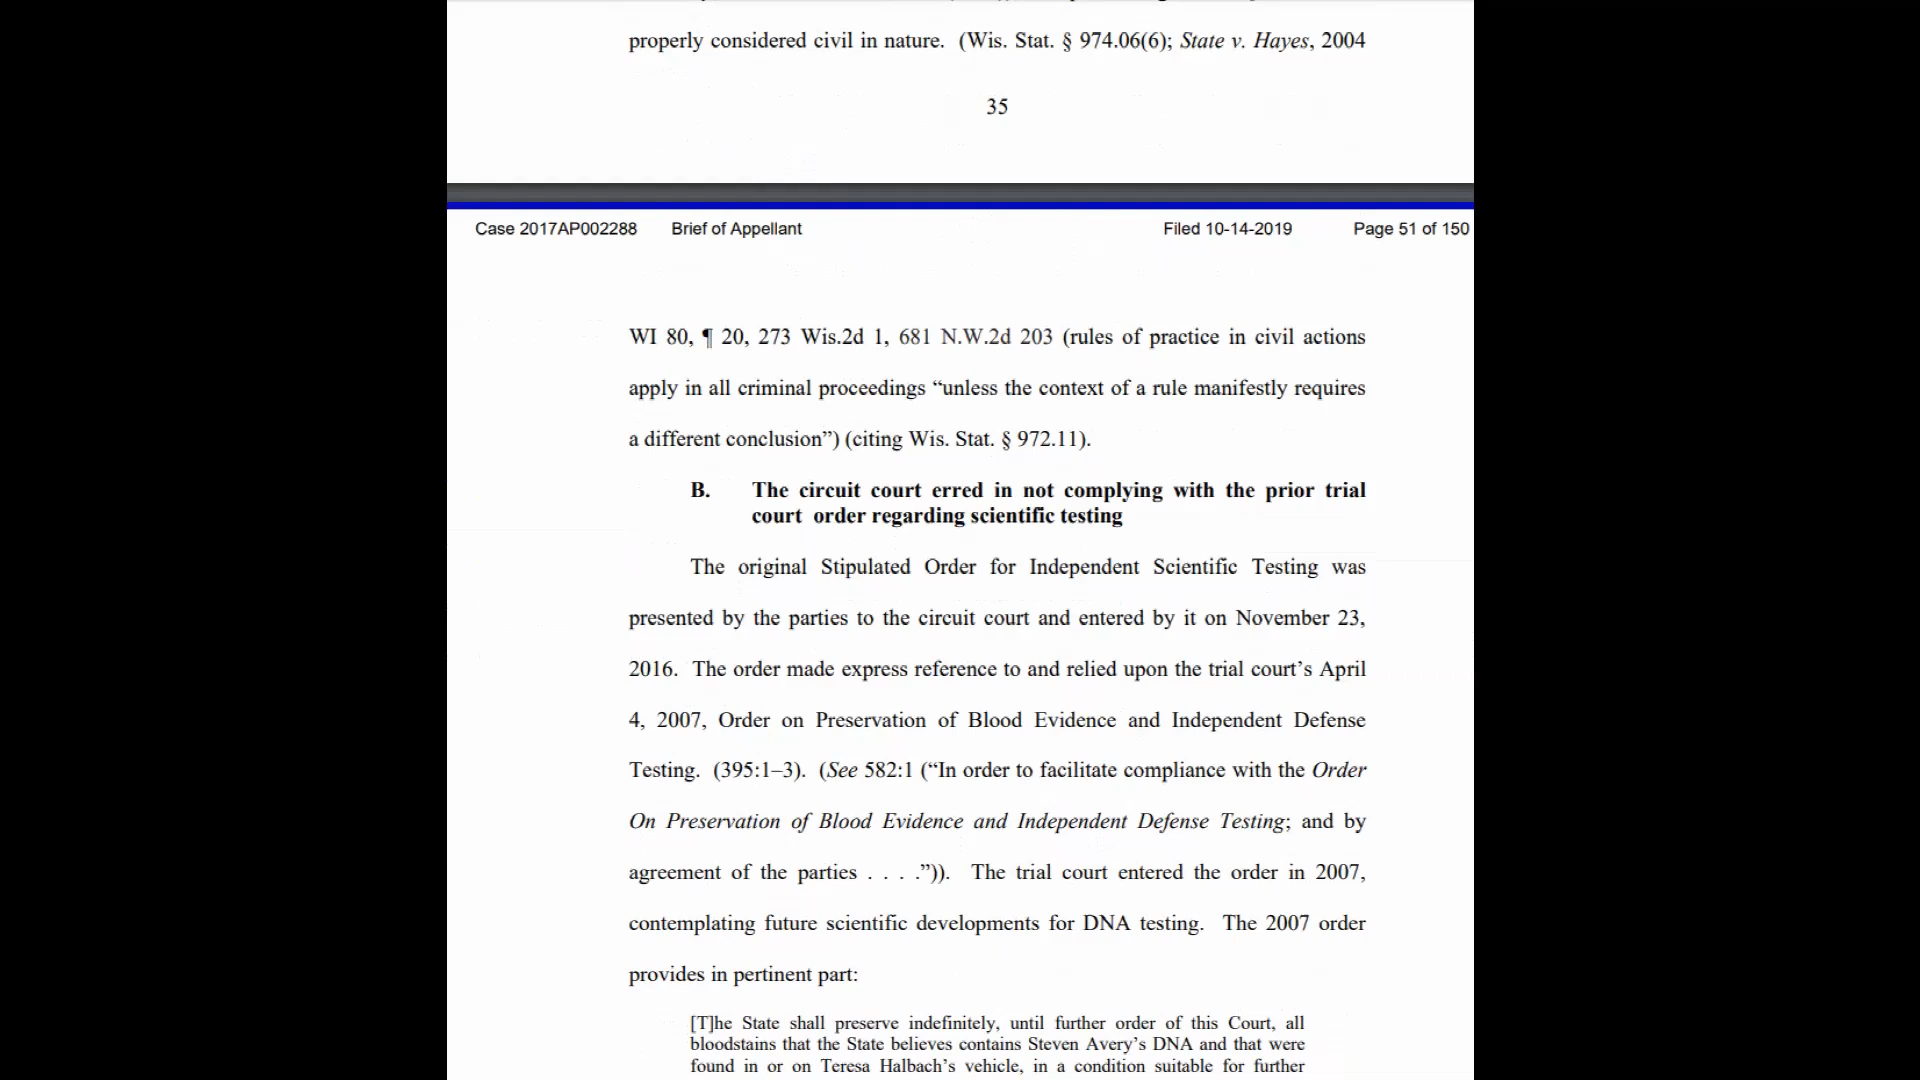 properly considered civil in nature. (Wis. Stat. § 974.06(6); State v. Hayes, 2004
35
Case 2017AP002288 Brief of Appellant Filed 10-14-2019 Page 51 of 150
WI 80, ¶ 20, 273 Wis.2d 1, 681 N.W.2d 203 (rules of practice in civil actions
apply in all criminal proceedings “unless the context of a rule manifestly requires
a different conclusion”) (citing Wis. Stat. § 972.11).
B. The circuit court erred in not complying with the prior trial
court order regarding scientific testing
The original Stipulated Order for Independent Scientific Testing was
presented by the parties to the circuit court and entered by it on November 23,
2016. The order made express reference to and relied upon the trial court’s April
4, 2007, Order on Preservation of Blood Evidence and Independent Defense
Testing. (395:1–3). (See 582:1 (“In order to facilitate compliance with the Order
On Preservation of Blood Evidence and Independent Defense Testing; and by
agreement of the parties . . . .”)). The trial court entered the order in 2007,
contemplating future scientific developments for DNA testing. The 2007 order
provides in pertinent part:
[T]he State shall preserve indefinitely, until further order of this Court, all
bloodstains that the State believes contains Steven Avery’s DNA and that were
found in or on Teresa Halbach’s vehicle, in a condition suitable for further